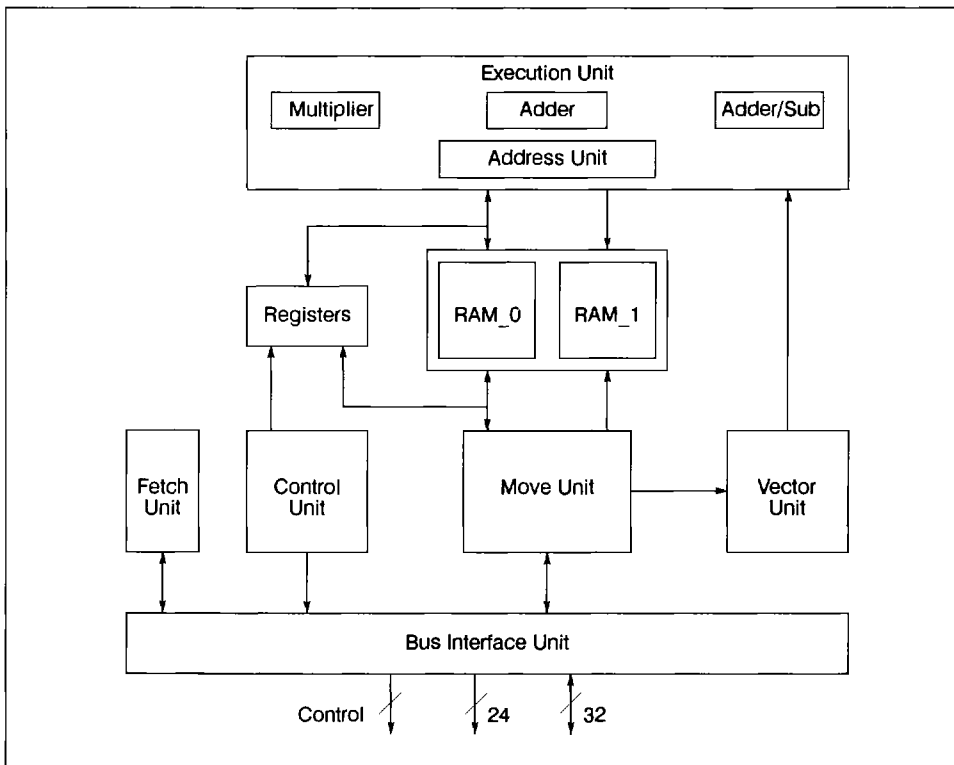 Execution Unit
Multiplier
Adder
Adder/Sub
Address Unit
Registers
RAM_0
RAM_1
Fetch
Unit
Control
Unit
Move Unit
Vector
Unit
Bus Interface Unit
Control
24
32